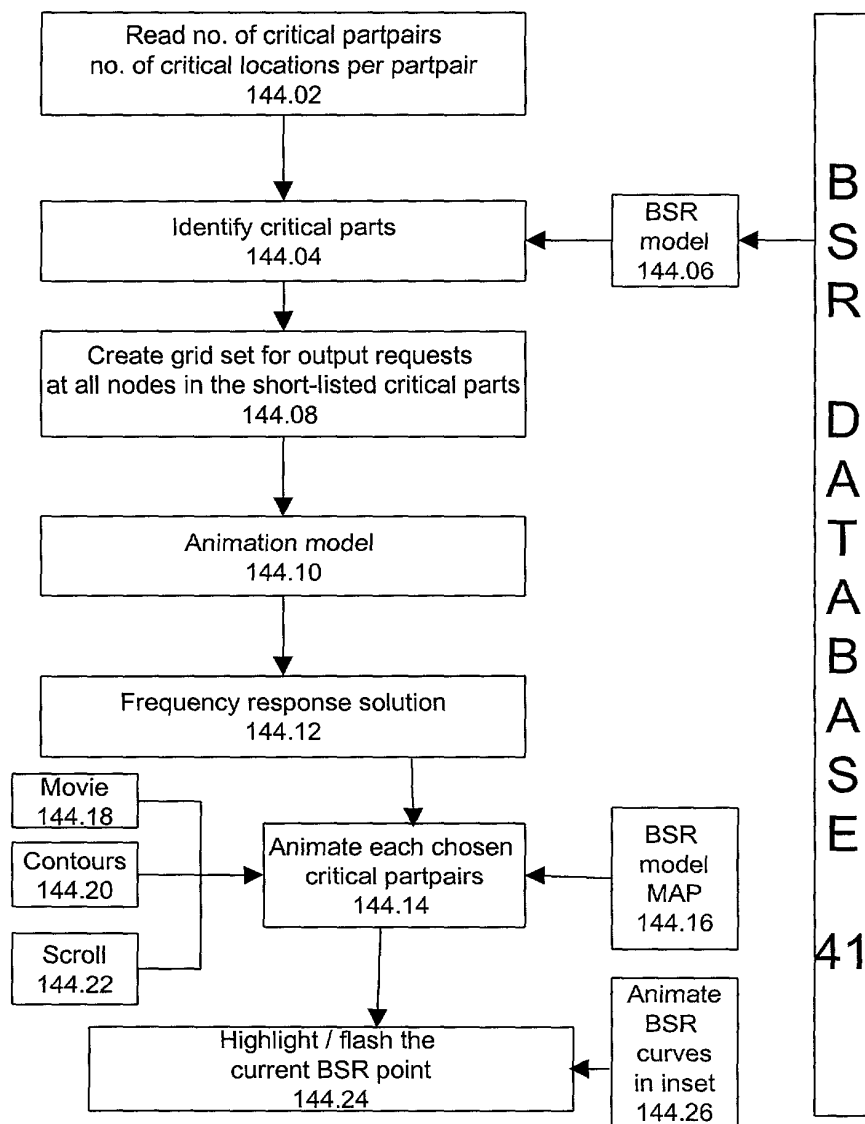 Read no. of critical partpairs
no. of critical locations per partpair
144.02
Identify critical parts
144.04
BSR
model
144.06
Create grid set for output requests
at all nodes in the short-listed critical parts
144.08
Animation model
144.10
Frequency response solution
144.12
Movie
144.18
Contours
144.20
Scroll
144.22
Animate each chosen
critical partpairs
144.14
BSR
model
MAP
144.16
Highlight / flash the
current BSR point
144.24
Animate
BSR
curves
in inset
144.26
B
S
R
D
A
T
A
B
A
S
E
41